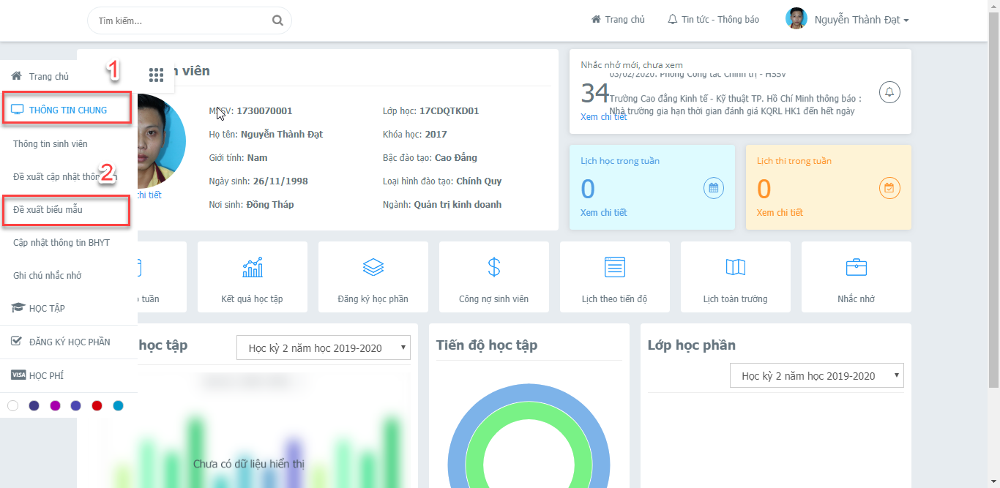 Tìm kiếm...
Trang chủ
Tin tức - Thông báo
Nguyễn Thành Đạt
Trang chủ
1
THÔNG TIN CHUNG
Thông tin sinh viên
2
Đề xuất cập nhật
Đề xuất biểu mẫu
Cập nhật thông tin BHYT
Ghi chú nhắc nhở
HỌC TẬP
ĐĂNG KÝ HỌC PHẦN
VISA HỌC PHÍ
viên
MSSV: 1730070001
Họ tên: Nguyễn Thành Đạt
Giới tính: Nam
Ngày sinh: 26/11/1998
Nơi sinh: Đồng Tháp
chi tiết
Lớp học: 17CDQTKD01
Khóa học: 2017
Bậc đào tạo: Cao Đẳng
Loại hình đào tạo: Chính Quy
Ngành: Quản trị kinh doanh
Nhắc nhở mới, chưa xem
03/02/2020. Phòng Công tác Chính trị - HSSV
34
Trường Cao đẳng Kinh tế - Kỹ thuật TP. Hồ Chí Minh thông báo :
Nhà trường gia hạn thời gian đánh giá KQRL HK1 đến hết ngày
Xem chi tiết
Lịch học trong tuần
0
Xem chi tiết
Lịch thi trong tuần
0
Xem chi tiết
tuần
Kết quả học tập
Đăng ký học phần
Công nợ sinh viên
Lịch theo tiến độ
Lịch toàn trường
Nhắc nhở
học tập
Học kỳ 2 năm học 2019-2020
Chưa có dữ liệu hiển thị
Tiến độ học tập
Lớp học phần
Học kỳ 2 năm học 2019-2020